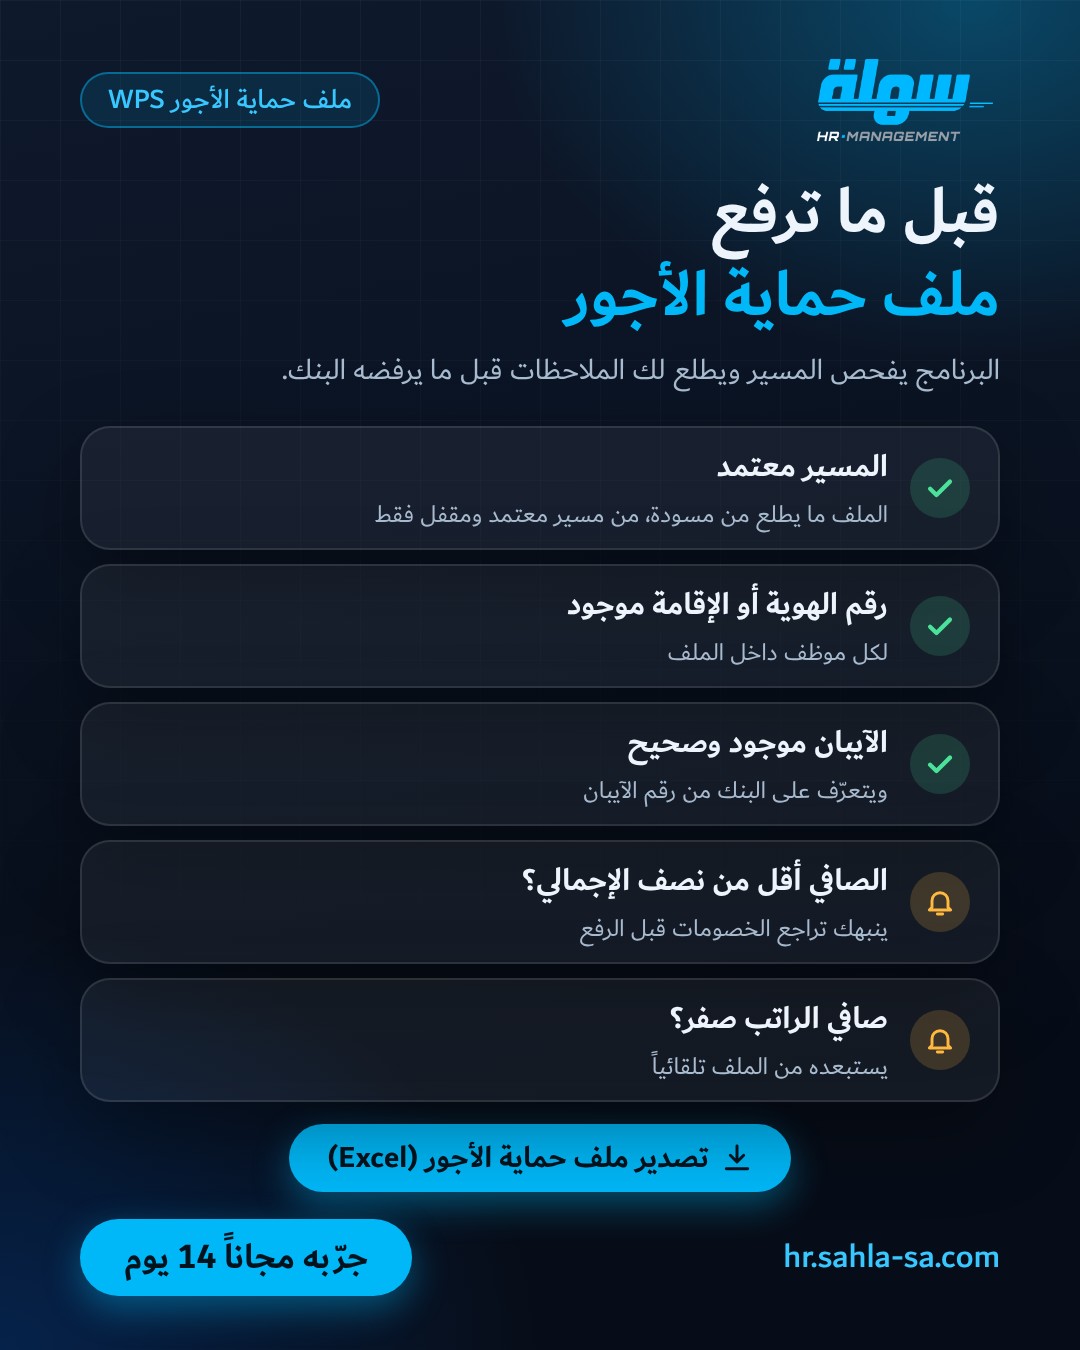 سهلة
HR·MANAGEMENT
ملف حماية الأجور WPS
قبل ما ترفع
ملف حماية الأجور
البرنامج يفحص المسير ويطلع لك الملاحظات قبل ما يرفضه البنك.
المسير معتمد
الملف ما يطلع من مسودة، من مسير معتمد ومقفل فقط
رقم الهوية أو الإقامة موجود
لكل موظف داخل الملف
الآيبان موجود وصحيح
ويتعرّف على البنك من رقم الآيبان
الصافي أقل من نصف الإجمالي؟
ينبهك تراجع الخصومات قبل الرفع
صافي الراتب صفر؟
يستبعده من الملف تلقائياً
تصدير ملف حماية الأجور (Excel)
hr.sahla-sa.com
جرّبه مجاناً 14 يوم